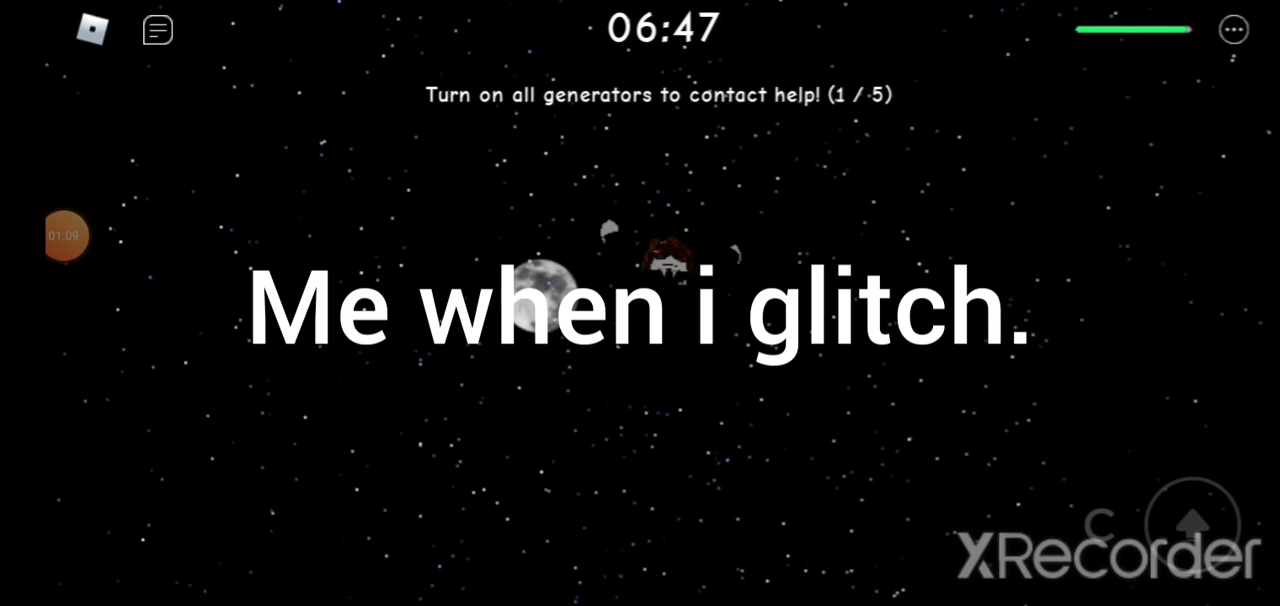 06:47
Turn on all generators to contact help! (1 / 5)
01:09
Me when i glitch.
C
XRecorder